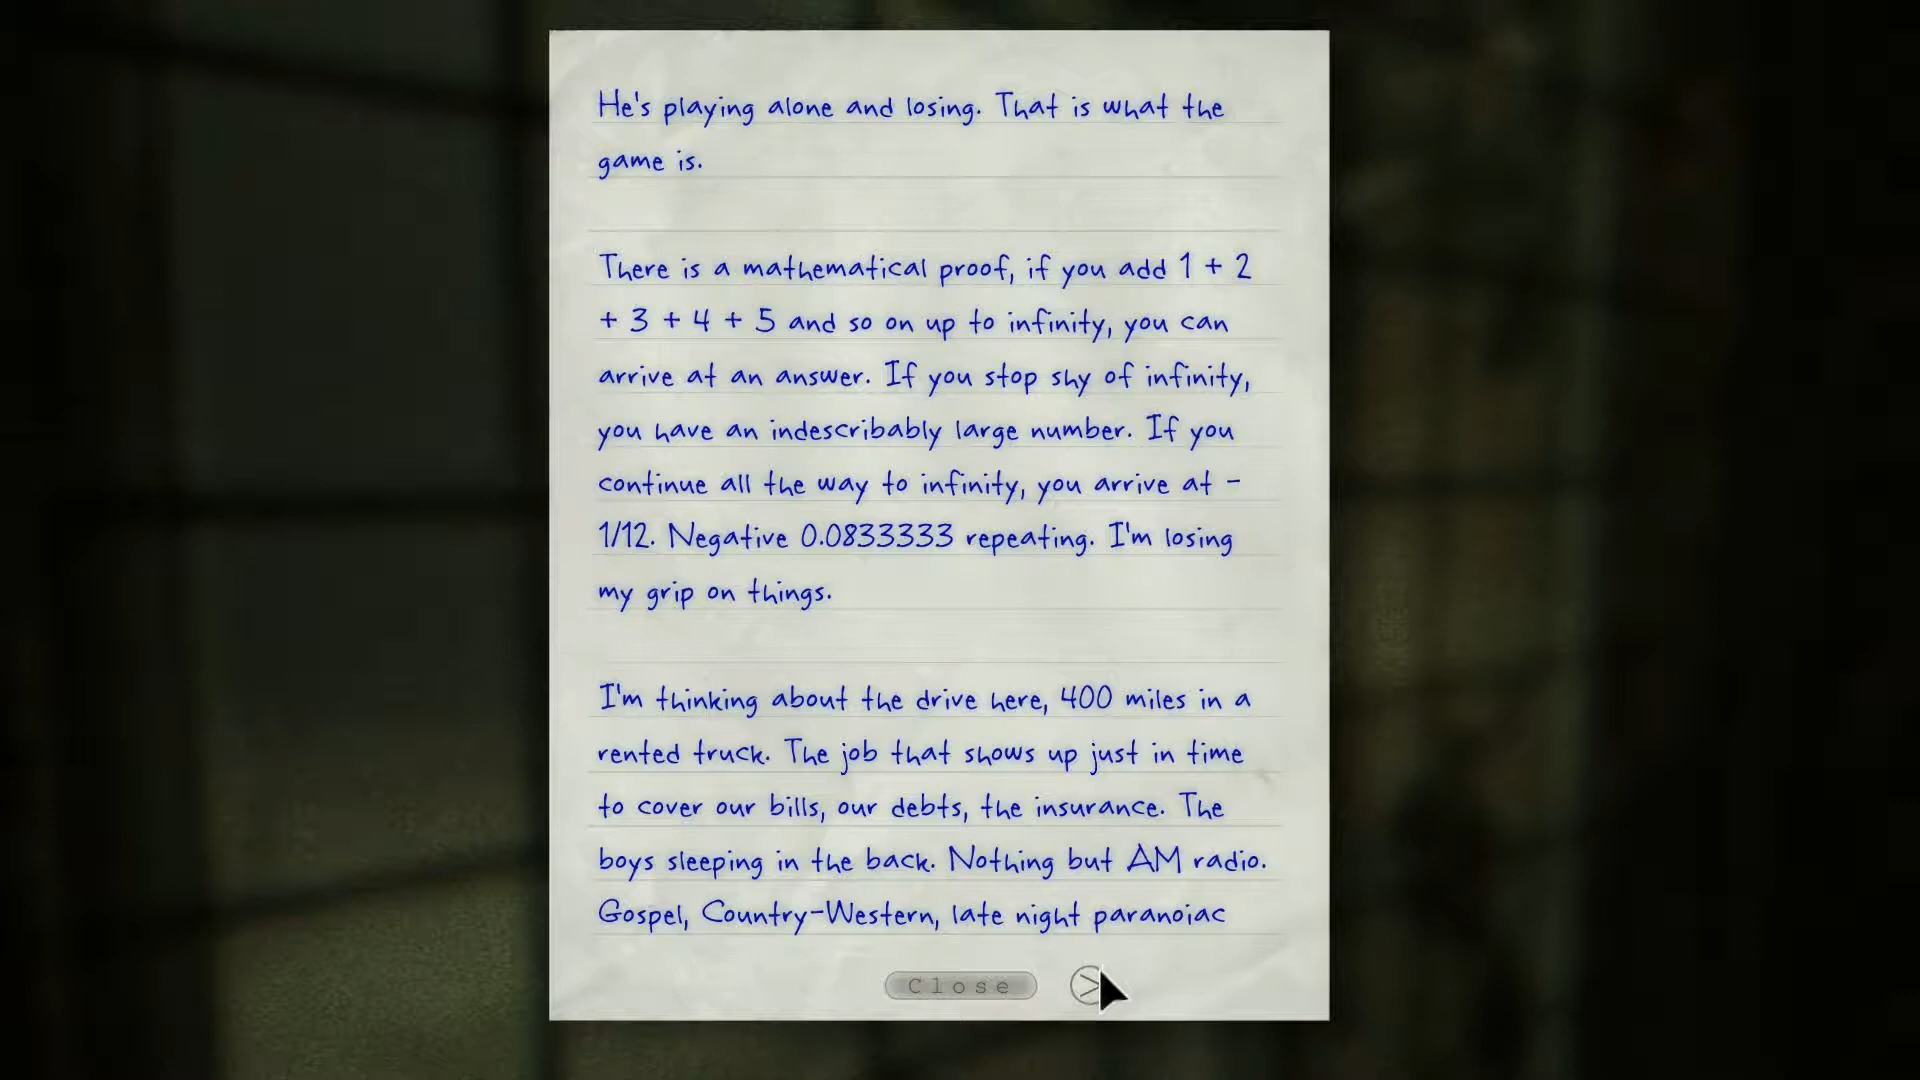 He's playing alone and losing. That is what the
game is.
There is a mathematical proof, if you add 1 + 2
+ 3 + 4 + 5 and so on up to infinity, you can
arrive at an answer. If you stop shy of infinity,
you have an indescribably large number. If you
continue all the way to infinity, you arrive at -
1/12. Negative 0.0833333 repeating. I'm losing
my grip on things.
I'm thinking about the drive here, 400 miles in a
rented truck. The job that shows up just in time
to cover our bills, our debts, the insurance. The
boys sleeping in the back. Nothing but AM radio.
Gospel, Country-Western, late night paranoiac
Close >